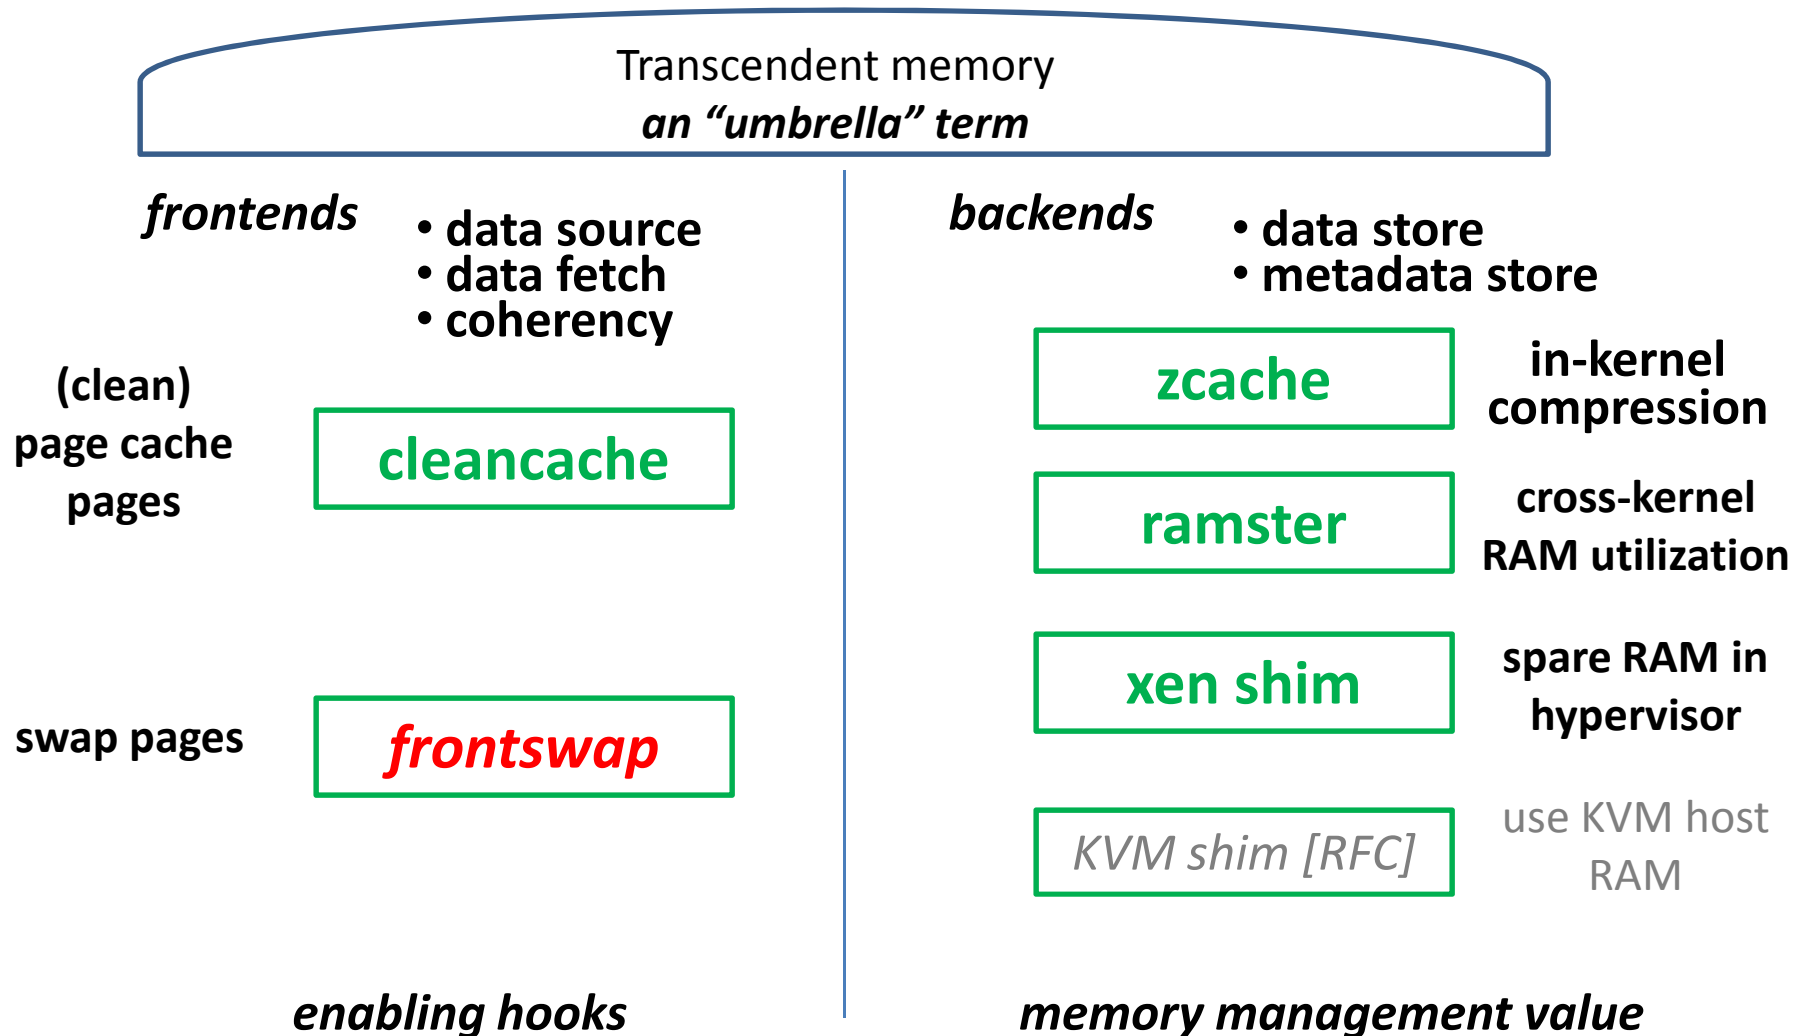 Transcendent memory
an “umbrella” term
frontends
• data source
• data fetch
• coherency
(clean)
page cache
pages
cleancache
swap pages
frontswap
enabling hooks
backends
• data store
• metadata store
zcache
in-kernel
compression
ramster
cross-kernel
RAM utilization
xen shim
spare RAM in
hypervisor
KVM shim [RFC]
use KVM host
RAM
memory management value